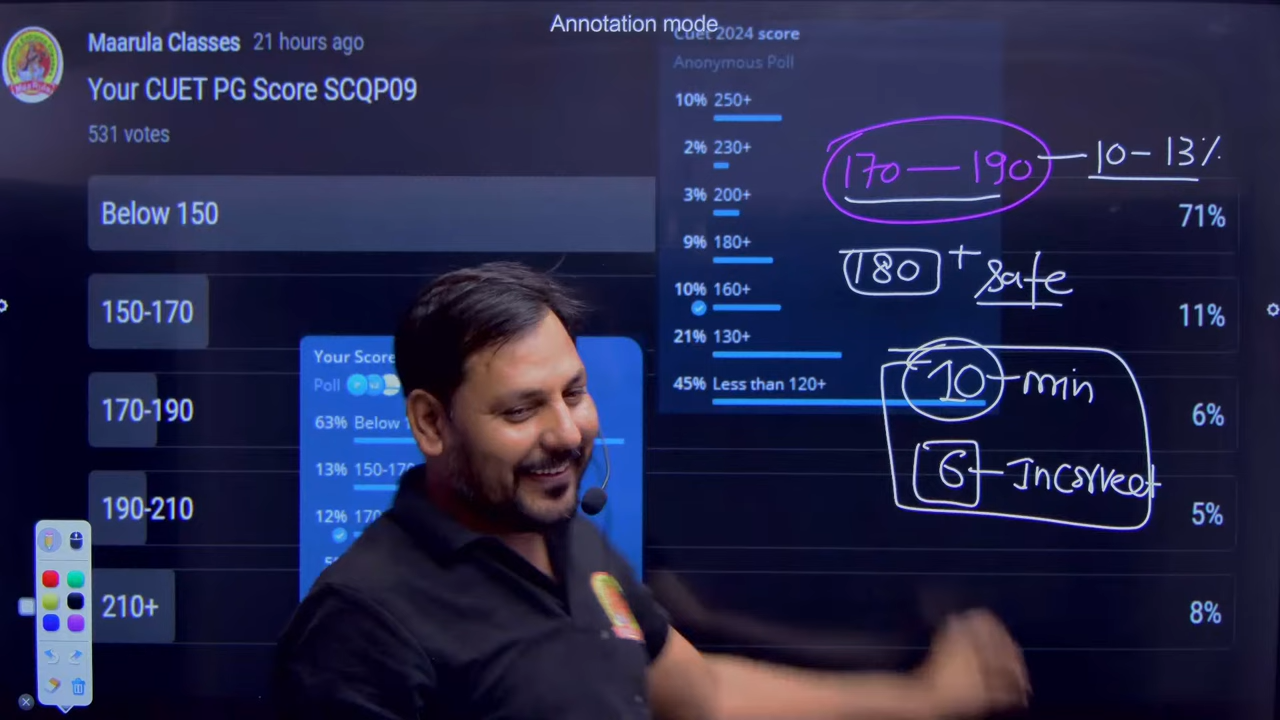 Annotation mode
Maarula Classes 21 hours ago
Your CUET PG Score SCQP09
531 votes
Below 150
71%
150-170
11%
170-190
6%
190-210
5%
210+
8%
Cuet 2024 score
Anonymous Poll
10% 250+
2% 230+
3% 200+
9% 180+
10% 160+
21% 130+
45% Less than 120+
Your Score
Poll
63% Below
13% 150-170
12%
170 — 190 — 10 - 13%
180 + safe
10 - min
6 - Incorrect